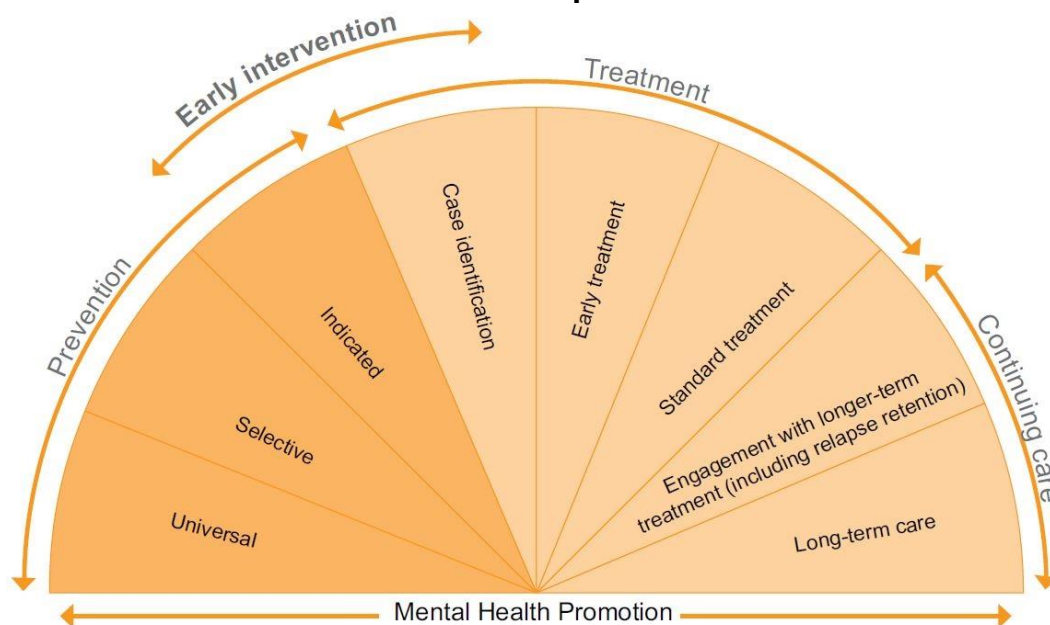 Early intervention
Treatment
Prevention
Continuing care
Universal
Selective
Indicated
Case identification
Early treatment
Standard treatment
Engagement with longer-term
treatment (including relapse retention)
Long-term care
Mental Health Promotion